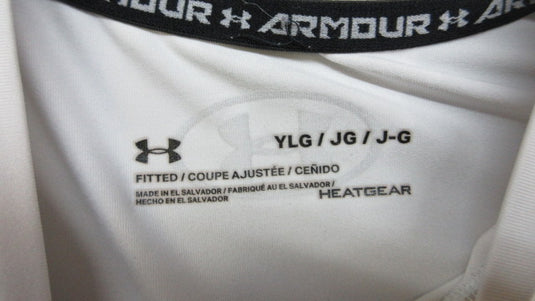 ARMOUR ARMOUR
YLG / JG / J-G
FITTED / COUPE AJUSTÉE / CEÑIDO
MADE IN EL SALVADOR / FABRIQUÉ AU EL SALVADOR /
HECHO EN EL SALVADOR
HEATGEAR